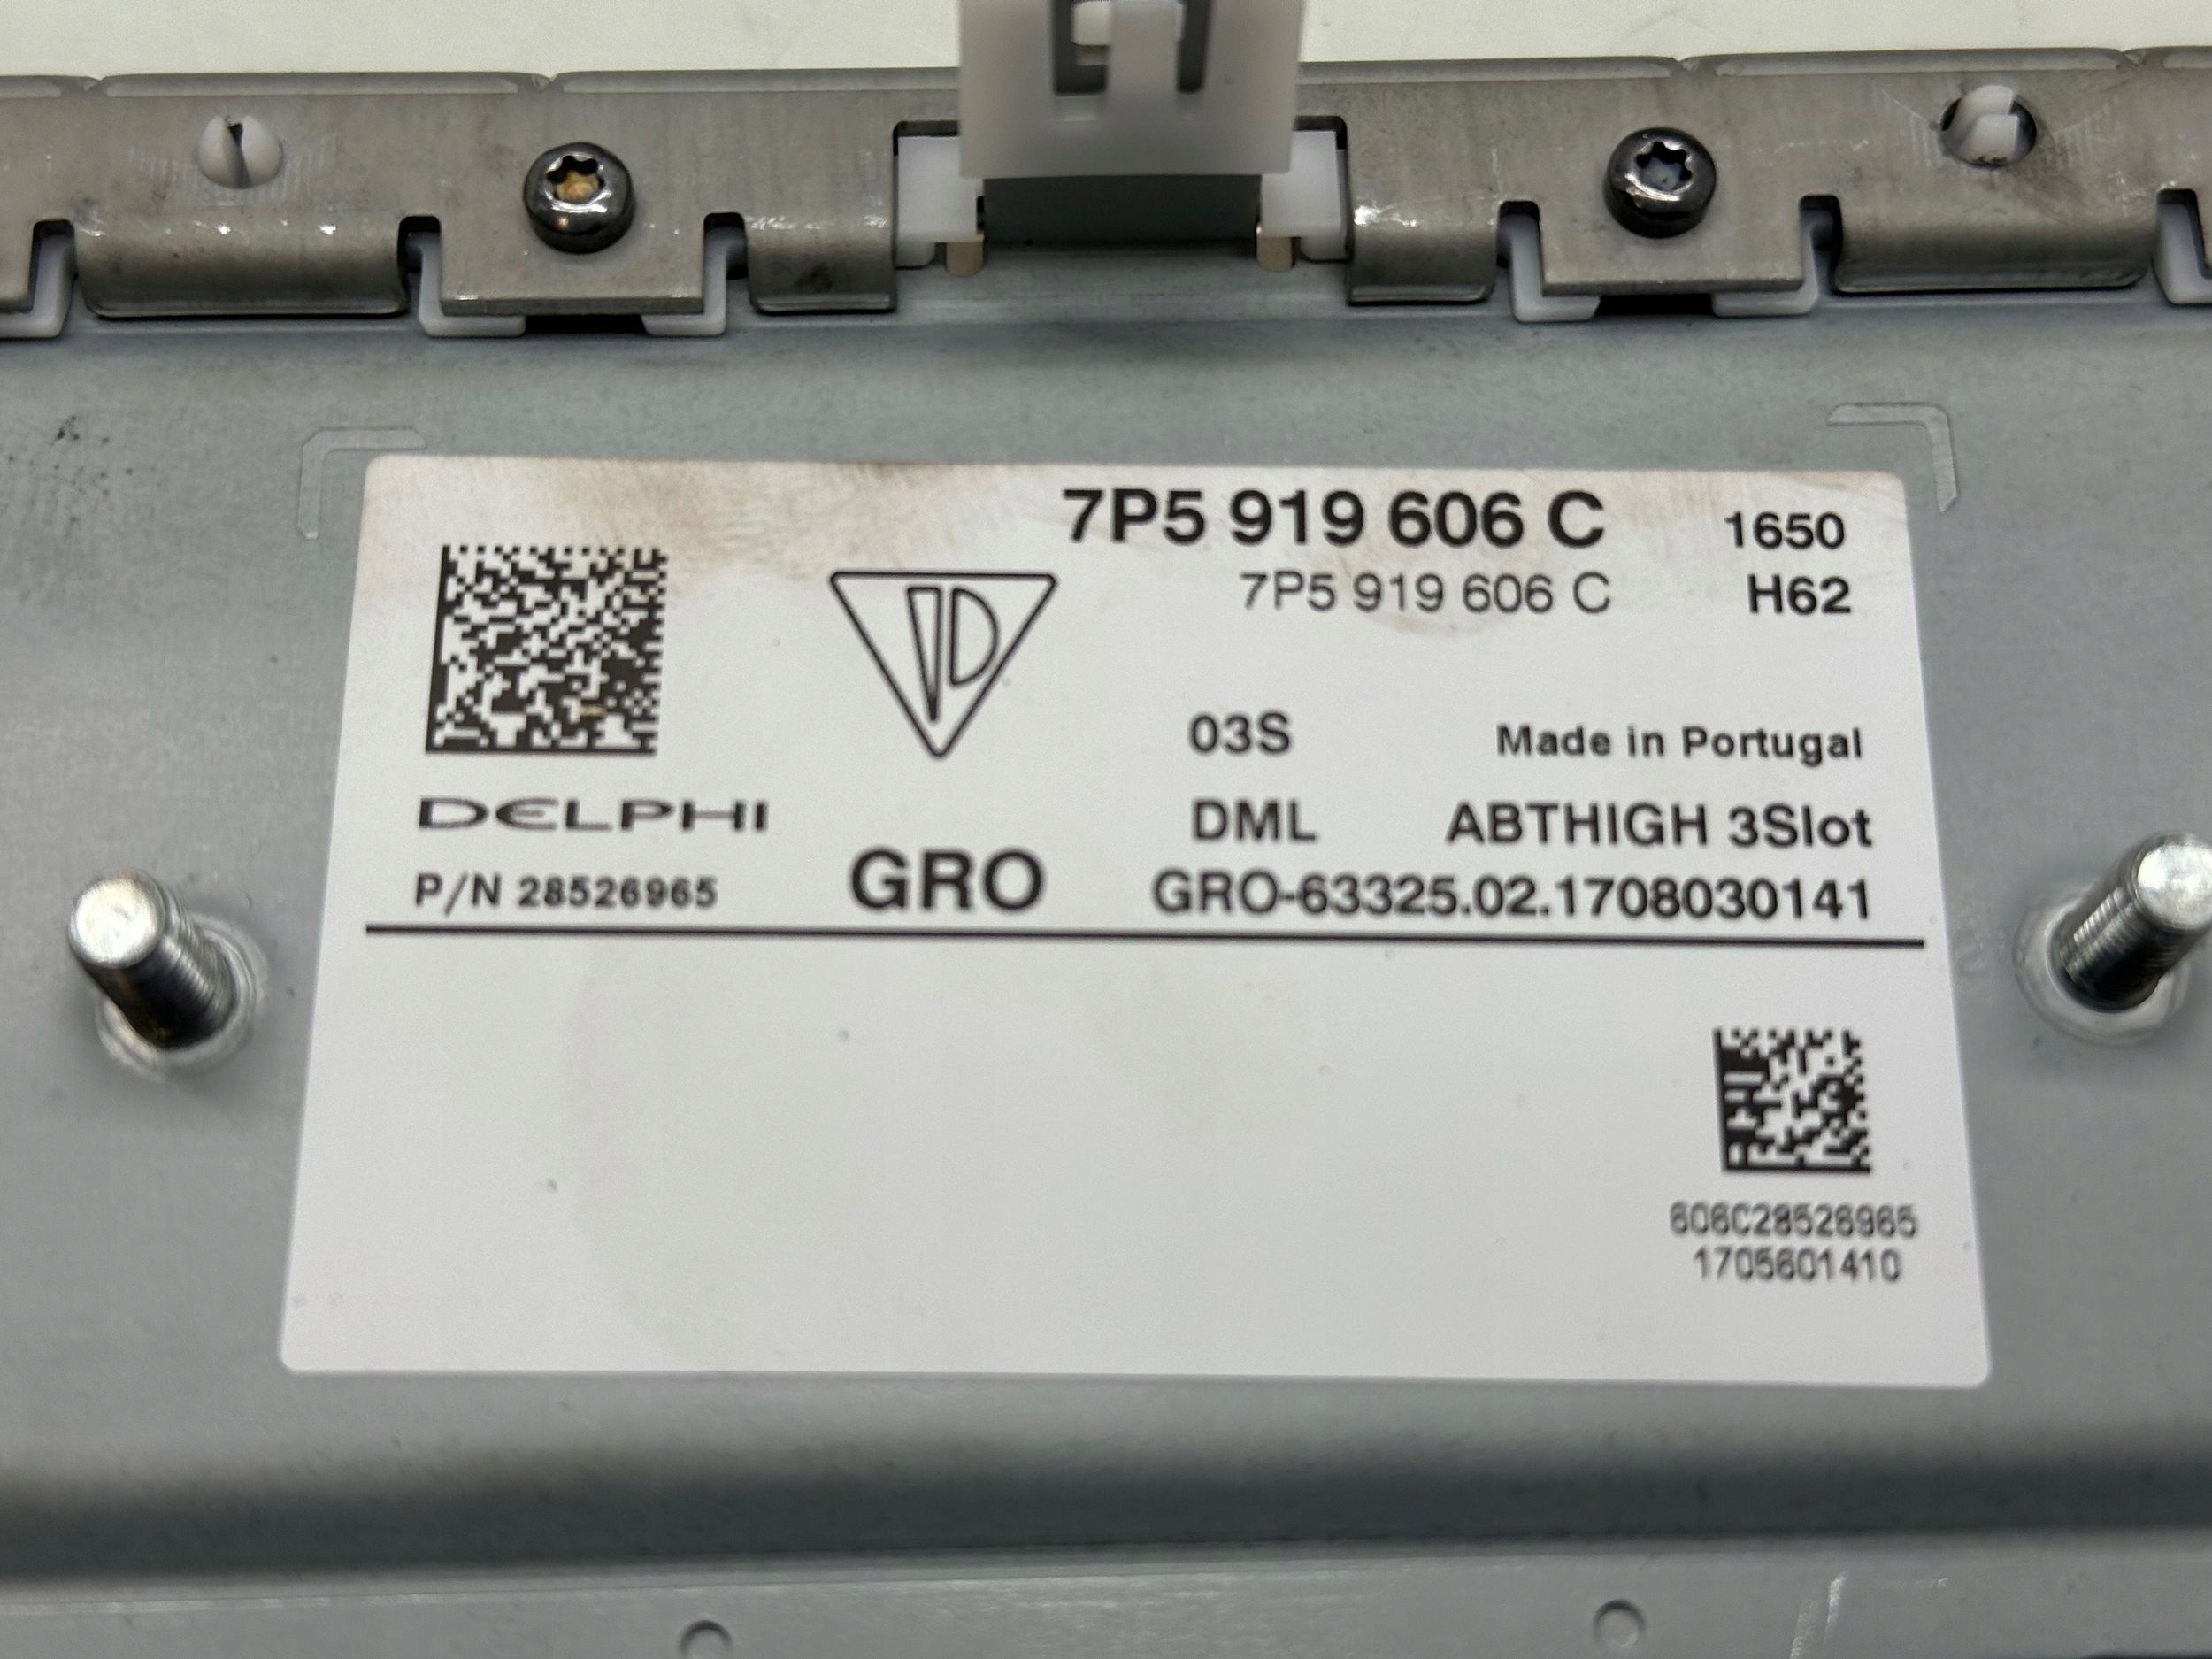 7P5 919 606 C 1650
7P5 919 606 C H62
03S Made in Portugal
DELPHI DML ABTHIGH 3Slot
P/N 28526965 GRO GRO-63325.02.1708030141
606C28526965
1705601410